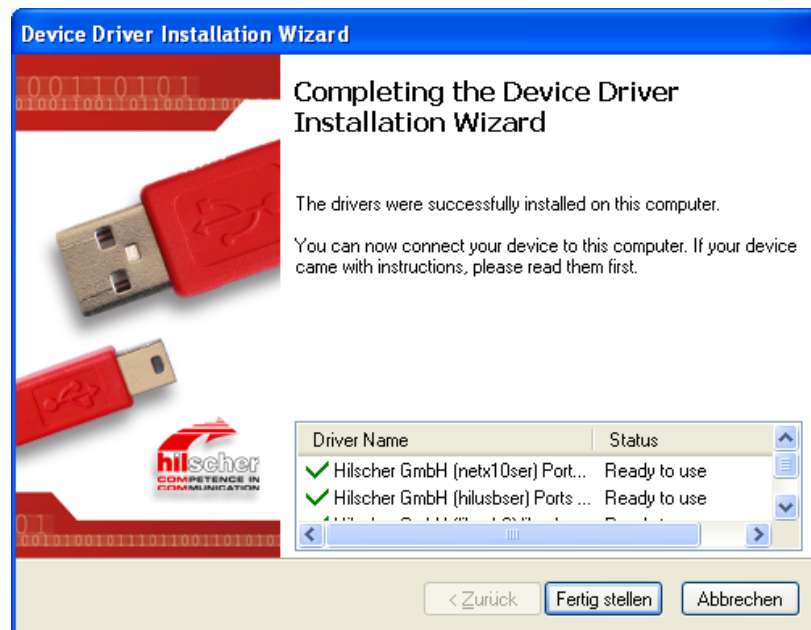 Device Driver Installation Wizard
00110101
Completing the Device Driver
Installation Wizard
The drivers were successfully installed on this computer.
You can now connect your device to this computer. If your device
came with instructions, please read them first.
Driver Name Status
Hilscher GmbH (netx10ser) Port... Ready to use
Hilscher GmbH (hilusbser) Ports ... Ready to use
hilscher
COMPETENCE IN
COMMUNICATION
01
< Zurück Fertig stellen Abbrechen